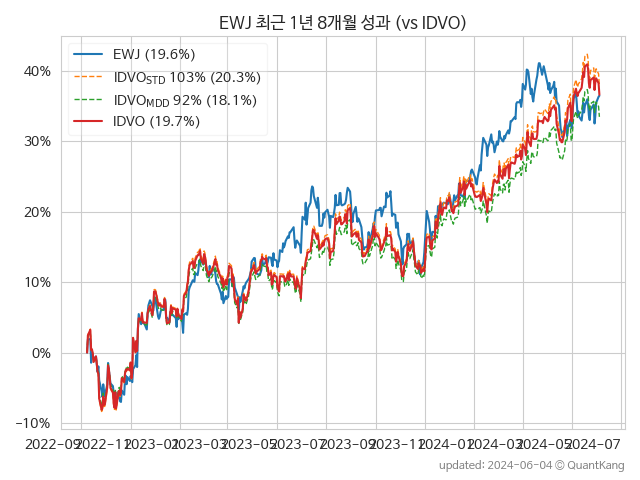 EWJ 최근 1년 8개월 성과 (vs IDVO)
EWJ (19.6%)
IDVO_STD 103% (20.3%)
IDVO_MDD 92% (18.1%)
IDVO (19.7%)
40%
30%
20%
10%
0%
−10%
2022-09 2022-11 2023-01 2023-03 2023-05 2023-07 2023-09 2023-11 2024-01 2024-03 2024-05 2024-07
updated: 2024-06-04 © QuantKang